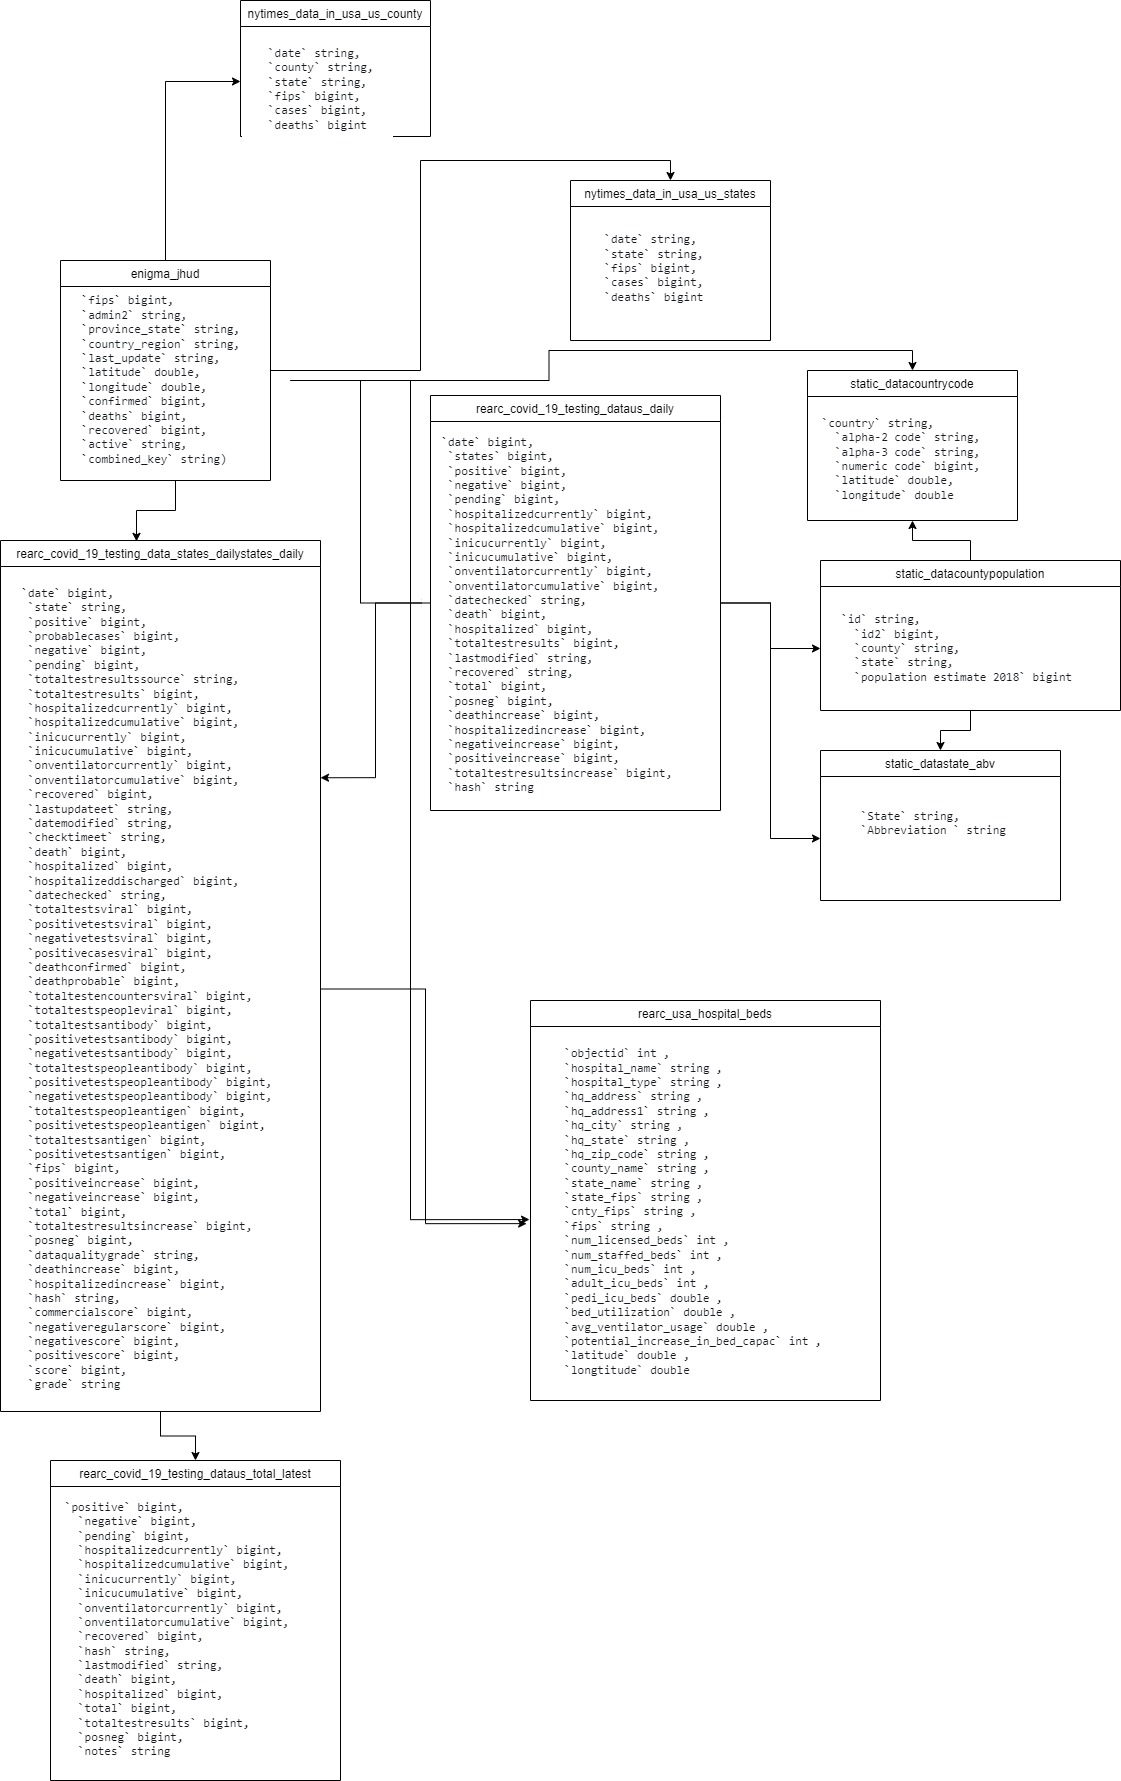 nytimes_data_in_usa_us_county
`date` string,
`county` string,
`state` string,
`fips` bigint,
`cases` bigint,
`deaths` bigint
nytimes_data_in_usa_us_states
`date` string,
`state` string,
`fips` bigint,
`cases` bigint,
`deaths` bigint
enigma_jhud
`fips` bigint,
`admin2` string,
`province_state` string,
`country_region` string,
`last_update` string,
`latitude` double,
`longitude` double,
`confirmed` bigint,
`deaths` bigint,
`recovered` bigint,
`active` string,
`combined_key` string)
static_datacountrycode
`country` string,
`alpha-2 code` string,
`alpha-3 code` string,
`numeric code` bigint,
`latitude` double,
`longitude` double
rearc_covid_19_testing_dataus_daily
`date` bigint,
`states` bigint,
`positive` bigint,
`negative` bigint,
`pending` bigint,
`hospitalizedcurrently` bigint,
`hospitalizedcumulative` bigint,
`inicucurrently` bigint,
`inicucumulative` bigint,
`onventilatorcurrently` bigint,
`onventilatorcumulative` bigint,
`datechecked` string,
`death` bigint,
`hospitalized` bigint,
`totaltestresults` bigint,
`lastmodified` string,
`recovered` string,
`total` bigint,
`posneg` bigint,
`deathincrease` bigint,
`hospitalizedincrease` bigint,
`negativeincrease` bigint,
`positiveincrease` bigint,
`totaltestresultsincrease` bigint,
`hash` string
static_datacountypopulation
`id` string,
`id2` bigint,
`county` string,
`state` string,
`population estimate 2018` bigint
static_datastate_abv
`State` string,
`Abbreviation ` string
rearc_covid_19_testing_data_states_dailystates_daily
`date` bigint,
`state` string,
`positive` bigint,
`probablecases` bigint,
`negative` bigint,
`pending` bigint,
`totaltestresultssource` string,
`totaltestresults` bigint,
`hospitalizedcurrently` bigint,
`hospitalizedcumulative` bigint,
`inicucurrently` bigint,
`inicucumulative` bigint,
`onventilatorcurrently` bigint,
`onventilatorcumulative` bigint,
`recovered` bigint,
`lastupdateet` string,
`datemodified` string,
`checktimeet` string,
`death` bigint,
`hospitalized` bigint,
`hospitalizeddischarged` bigint,
`datechecked` string,
`totaltestsviral` bigint,
`positivetestsviral` bigint,
`negativetestsviral` bigint,
`positivecasesviral` bigint,
`deathconfirmed` bigint,
`deathprobable` bigint,
`totaltestencountersviral` bigint,
`totaltestspeopleviral` bigint,
`totaltestsantibody` bigint,
`positivetestsantibody` bigint,
`negativetestsantibody` bigint,
`totaltestspeopleantibody` bigint,
`positivetestspeopleantibody` bigint,
`negativetestspeopleantibody` bigint,
`totaltestspeopleantigen` bigint,
`positivetestspeopleantigen` bigint,
`totaltestsantigen` bigint,
`positivetestsantigen` bigint,
`fips` bigint,
`positiveincrease` bigint,
`negativeincrease` bigint,
`total` bigint,
`totaltestresultsincrease` bigint,
`posneg` bigint,
`dataqualitygrade` string,
`deathincrease` bigint,
`hospitalizedincrease` bigint,
`hash` string,
`commercialscore` bigint,
`negativeregularscore` bigint,
`negativescore` bigint,
`positivescore` bigint,
`score` bigint,
`grade` string
rearc_usa_hospital_beds
`objectid` int ,
`hospital_name` string ,
`hospital_type` string ,
`hq_address` string ,
`hq_address1` string ,
`hq_city` string ,
`hq_state` string ,
`hq_zip_code` string ,
`county_name` string ,
`state_name` string ,
`state_fips` string ,
`cnty_fips` string ,
`fips` string ,
`num_licensed_beds` int ,
`num_staffed_beds` int ,
`num_icu_beds` int ,
`adult_icu_beds` int ,
`pedi_icu_beds` double ,
`bed_utilization` double ,
`avg_ventilator_usage` double ,
`potential_increase_in_bed_capac` int ,
`latitude` double ,
`longtitude` double
rearc_covid_19_testing_dataus_total_latest
`positive` bigint,
`negative` bigint,
`pending` bigint,
`hospitalizedcurrently` bigint,
`hospitalizedcumulative` bigint,
`inicucurrently` bigint,
`inicucumulative` bigint,
`onventilatorcurrently` bigint,
`onventilatorcumulative` bigint,
`recovered` bigint,
`hash` string,
`lastmodified` string,
`death` bigint,
`hospitalized` bigint,
`total` bigint,
`totaltestresults` bigint,
`posneg` bigint,
`notes` string